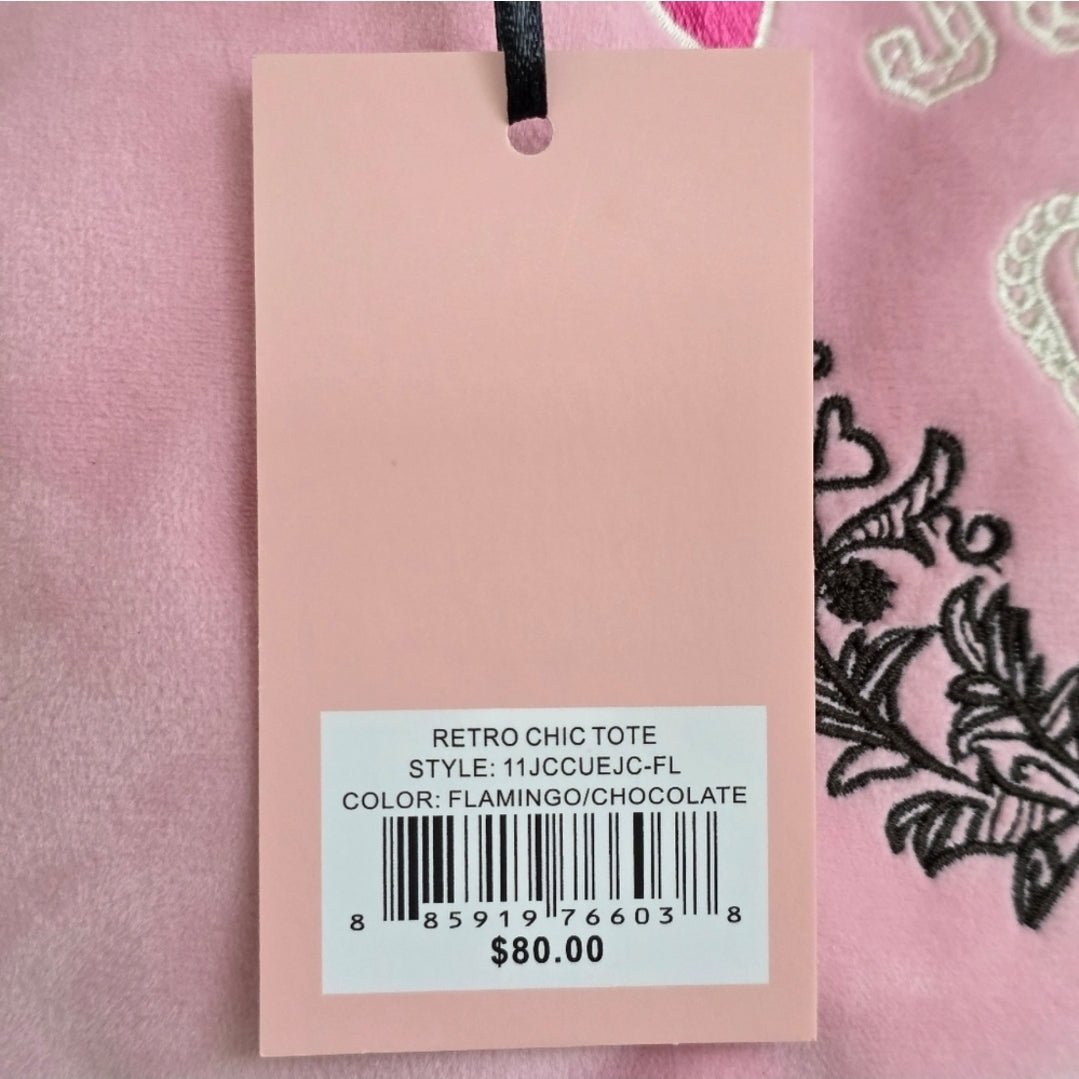 RETRO CHIC TOTE
STYLE: 11JCCUEJC-FL
COLOR: FLAMINGO/CHOCOLATE
8 85919 76603 8
$80.00